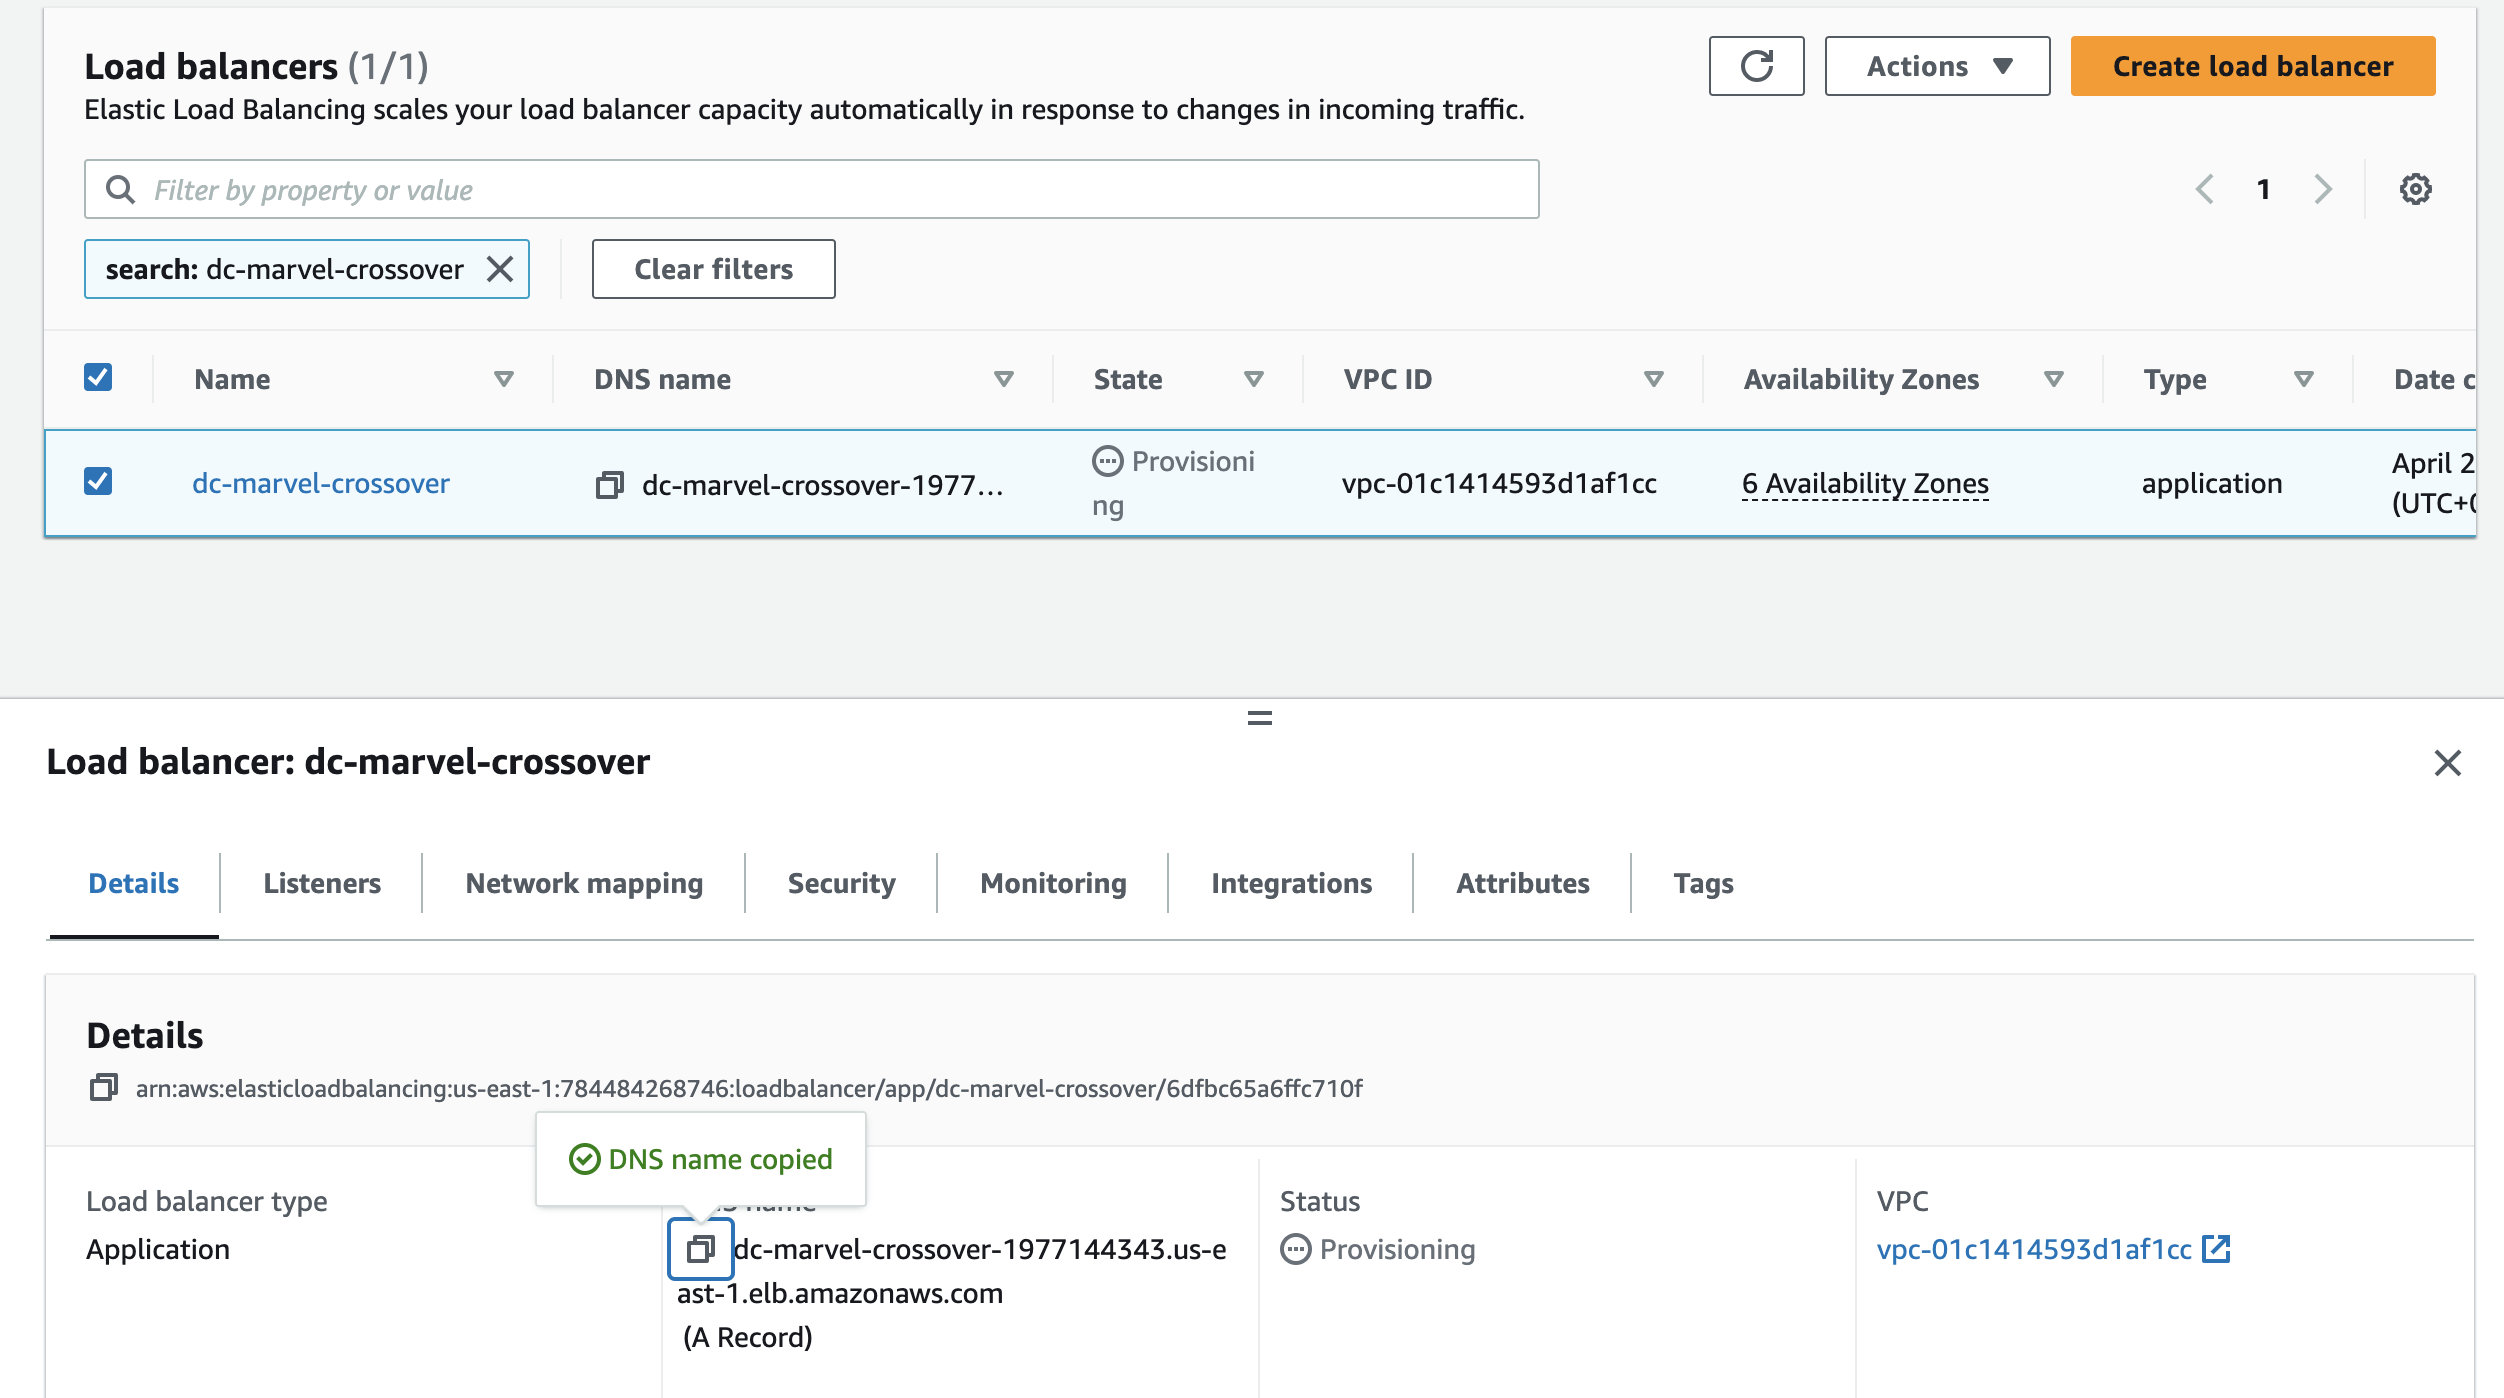 Load balancers (1/1)
Elastic Load Balancing scales your load balancer capacity automatically in response to changes in incoming traffic.
Actions
Create load balancer
Filter by property or value
1
search: dc-marvel-crossover
Clear filters
Name
DNS name
State
VPC ID
Availability Zones
Type
Date c
dc-marvel-crossover
dc-marvel-crossover-1977...
Provisioni
ng
vpc-01c1414593d1af1cc
6 Availability Zones
application
April 2
(UTC+0
Load balancer: dc-marvel-crossover
Details
Listeners
Network mapping
Security
Monitoring
Integrations
Attributes
Tags
Details
arn:aws:elasticloadbalancing:us-east-1:784484268746:loadbalancer/app/dc-marvel-crossover/6dfbc65a6ffc710f
DNS name copied
Load balancer type
Application
name
dc-marvel-crossover-1977144343.us-e
ast-1.elb.amazonaws.com
(A Record)
Status
Provisioning
VPC
vpc-01c1414593d1af1cc